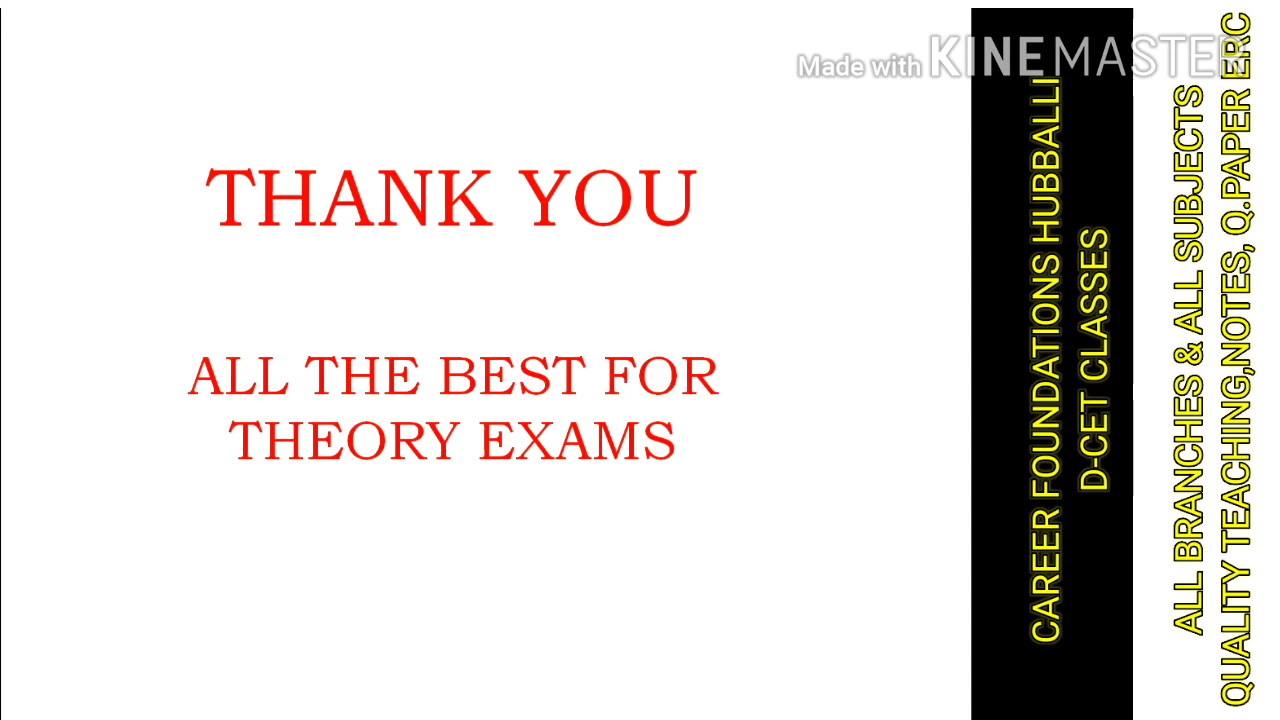 Made with KINEMASTER
THANK YOU
ALL THE BEST FOR
THEORY EXAMS
CAREER FOUNDATIONS HUBBALLI
D-CET CLASSES
ALL BRANCHES & ALL SUBJECTS
QUALITY TEACHING,NOTES, Q.PAPER ERC